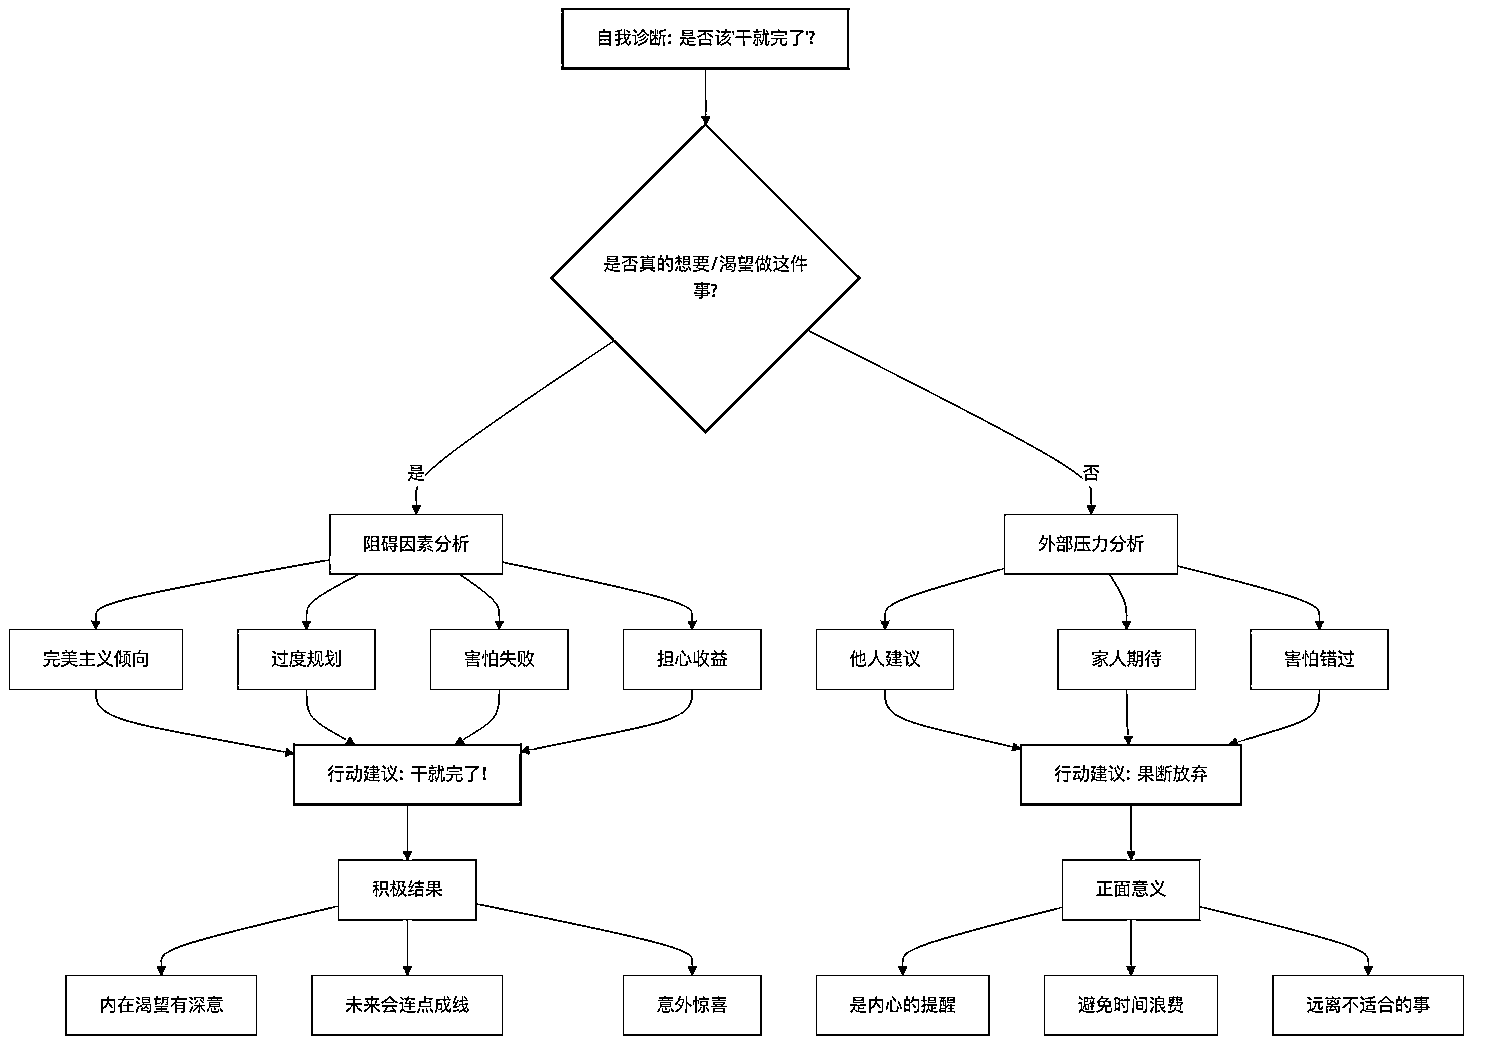 自我诊断: 是否该'干就完了'?
是否真的想要/渴望做这件
事?
是
否
阻碍因素分析
外部压力分析
完美主义倾向
过度规划
害怕失败
担心收益
他人建议
家人期待
害怕错过
行动建议: 干就完了!
行动建议: 果断放弃
积极结果
正面意义
内在渴望有深意
未来会连点成线
意外惊喜
是内心的提醒
避免时间浪费
远离不适合的事